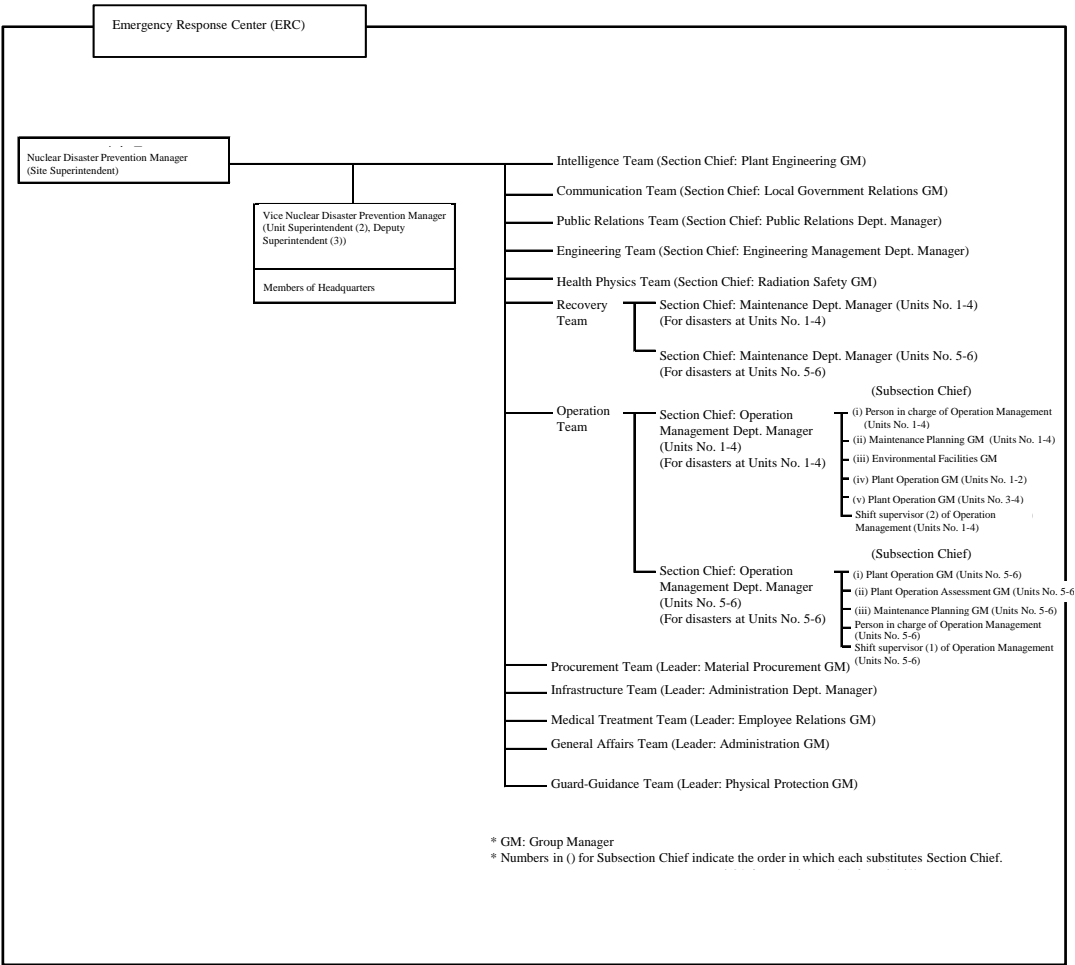 Emergency Response Center (ERC)
Nuclear Disaster Prevention Manager
(Site Superintendent)
Vice Nuclear Disaster Prevention Manager
(Unit Superintendent (2), Deputy
Superintendent (3))
Members of Headquarters
Intelligence Team (Section Chief: Plant Engineering GM)
Communication Team (Section Chief: Local Government Relations GM)
Public Relations Team (Section Chief: Public Relations Dept. Manager)
Engineering Team (Section Chief: Engineering Management Dept. Manager)
Health Physics Team (Section Chief: Radiation Safety GM)
Recovery
Team
Section Chief: Maintenance Dept. Manager (Units No. 1-4)
(For disasters at Units No. 1-4)
Section Chief: Maintenance Dept. Manager (Units No. 5-6)
(For disasters at Units No. 5-6)
Operation
Team
Section Chief: Operation
Management Dept. Manager
(Units No. 1-4)
(For disasters at Units No. 1-4)
(Subsection Chief)
(i) Person in charge of Operation Management
(Units No. 1-4)
(ii) Maintenance Planning GM (Units No. 1-4)
(iii) Environmental Facilities GM
(iv) Plant Operation GM (Units No. 1-2)
(v) Plant Operation GM (Units No. 3-4)
Shift supervisor (2) of Operation
Management (Units No. 1-4)
Section Chief: Operation
Management Dept. Manager
(Units No. 5-6)
(For disasters at Units No. 5-6)
(Subsection Chief)
(i) Plant Operation GM (Units No. 5-6)
(ii) Plant Operation Assessment GM (Units No. 5-6
(iii) Maintenance Planning GM (Units No. 5-6)
Person in charge of Operation Management
(Units No. 5-6)
Shift supervisor (1) of Operation Management
(Units No. 5-6)
Procurement Team (Leader: Material Procurement GM)
Infrastructure Team (Leader: Administration Dept. Manager)
Medical Treatment Team (Leader: Employee Relations GM)
General Affairs Team (Leader: Administration GM)
Guard-Guidance Team (Leader: Physical Protection GM)
* GM: Group Manager
* Numbers in () for Subsection Chief indicate the order in which each substitutes Section Chief.